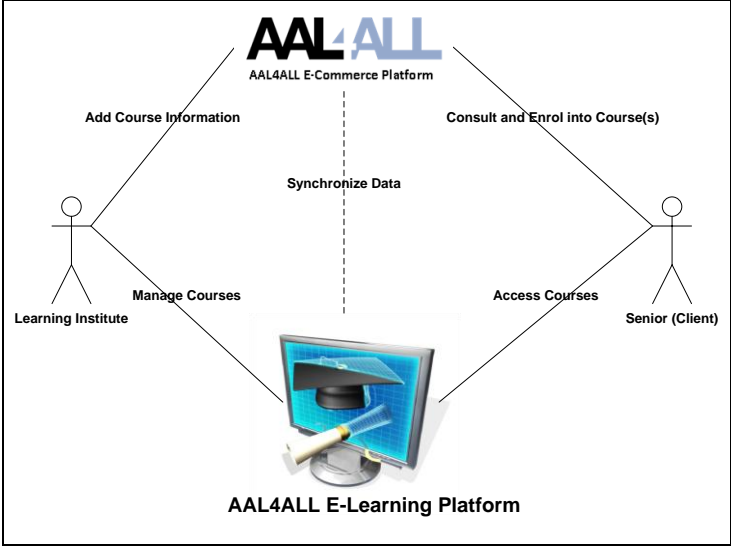 AAL4ALL
AAL4ALL E-Commerce Platform
Add Course Information
Consult and Enrol into Course(s)
Synchronize Data
Manage Courses
Access Courses
Learning Institute
Senior (Client)
AAL4ALL E-Learning Platform